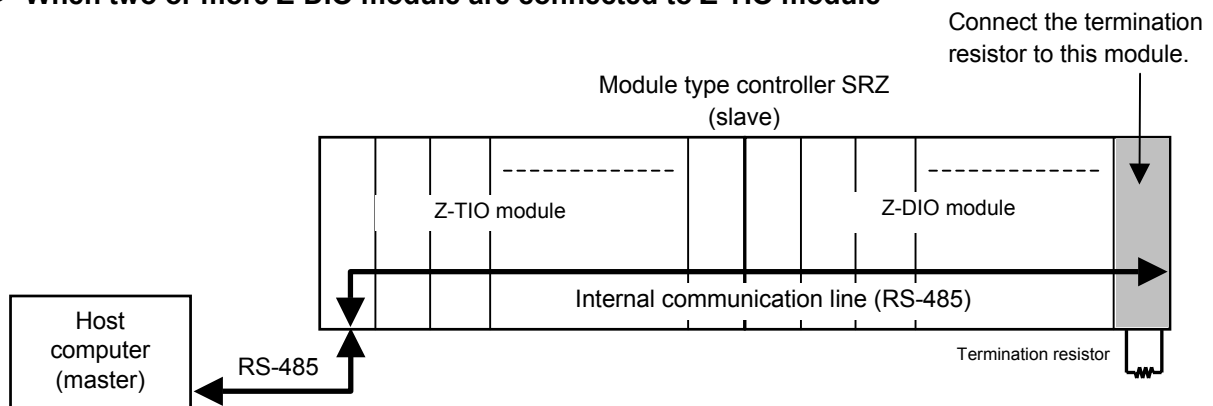 When two or more Z-DIO module are connected to Z-TIO module
Connect the termination
resistor to this module.
Module type controller SRZ
(slave)
Z-TIO module
Z-DIO module
Internal communication line (RS-485)
Host
computer
(master)
RS-485
Termination resistor